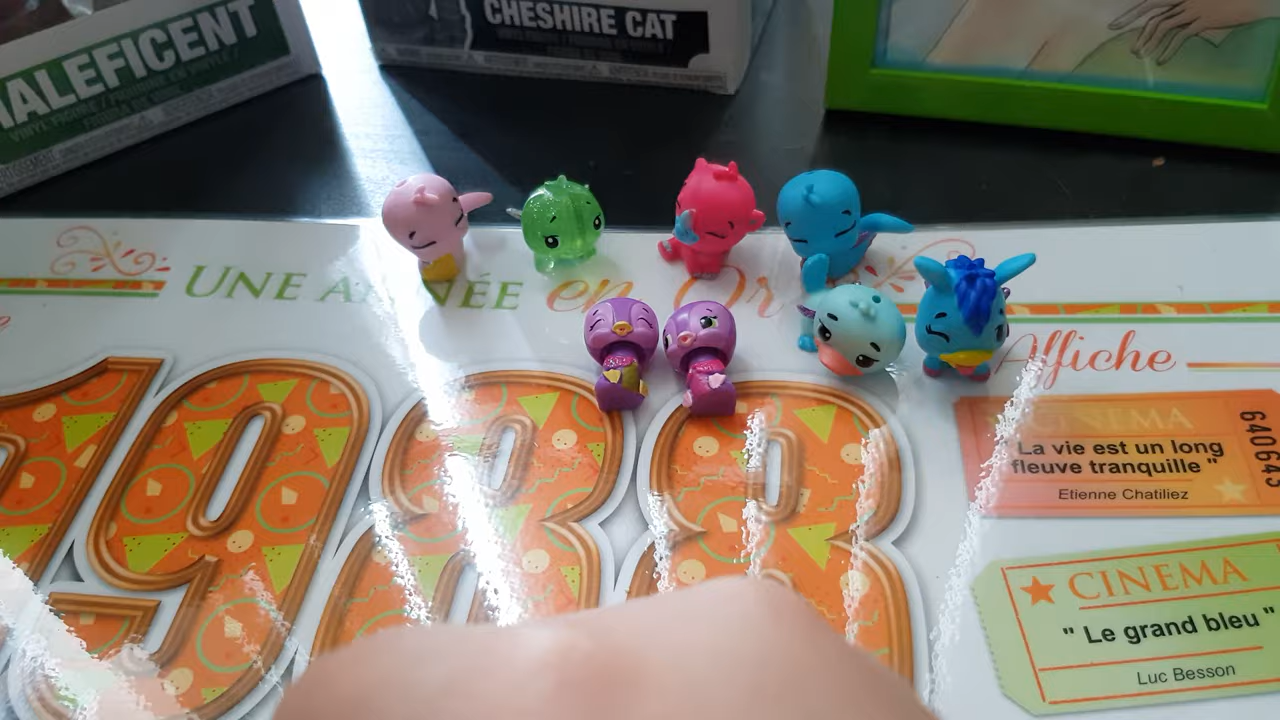 ALEFICENT
CHESHIRE CAT
UNE ANNÉE en Or
Affiche
1988
CINEMA
"La vie est un long
fleuve tranquille "
Etienne Chatiliez
640643
CINEMA
" Le grand bleu "
Luc Besson